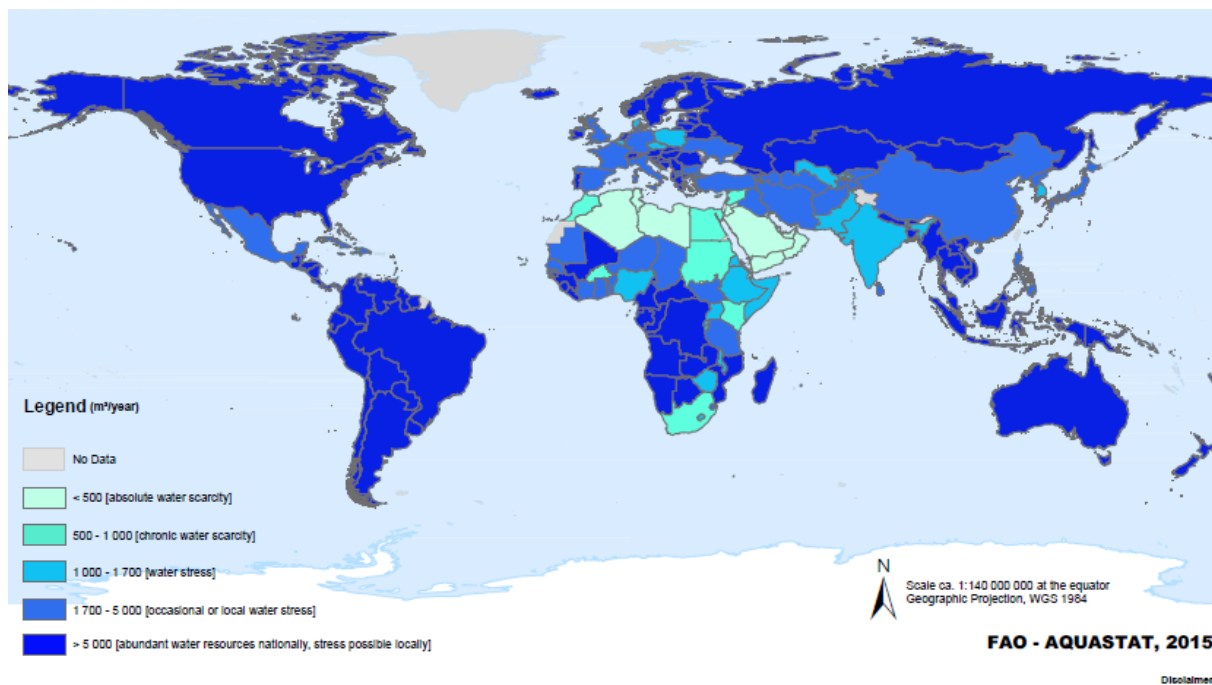 Legend (m³/year)
No Data
< 500 [absolute water scarcity]
500 - 1 000 [chronic water scarcity]
1 000 - 1 700 [water stress]
1 700 - 5 000 [occasional or local water stress]
> 5 000 [abundant water resources nationally, stress possible locally]
N
Scale ca. 1:140 000 000 at the equator
Geographic Projection, WGS 1984
FAO - AQUASTAT, 2015
Disclaimer